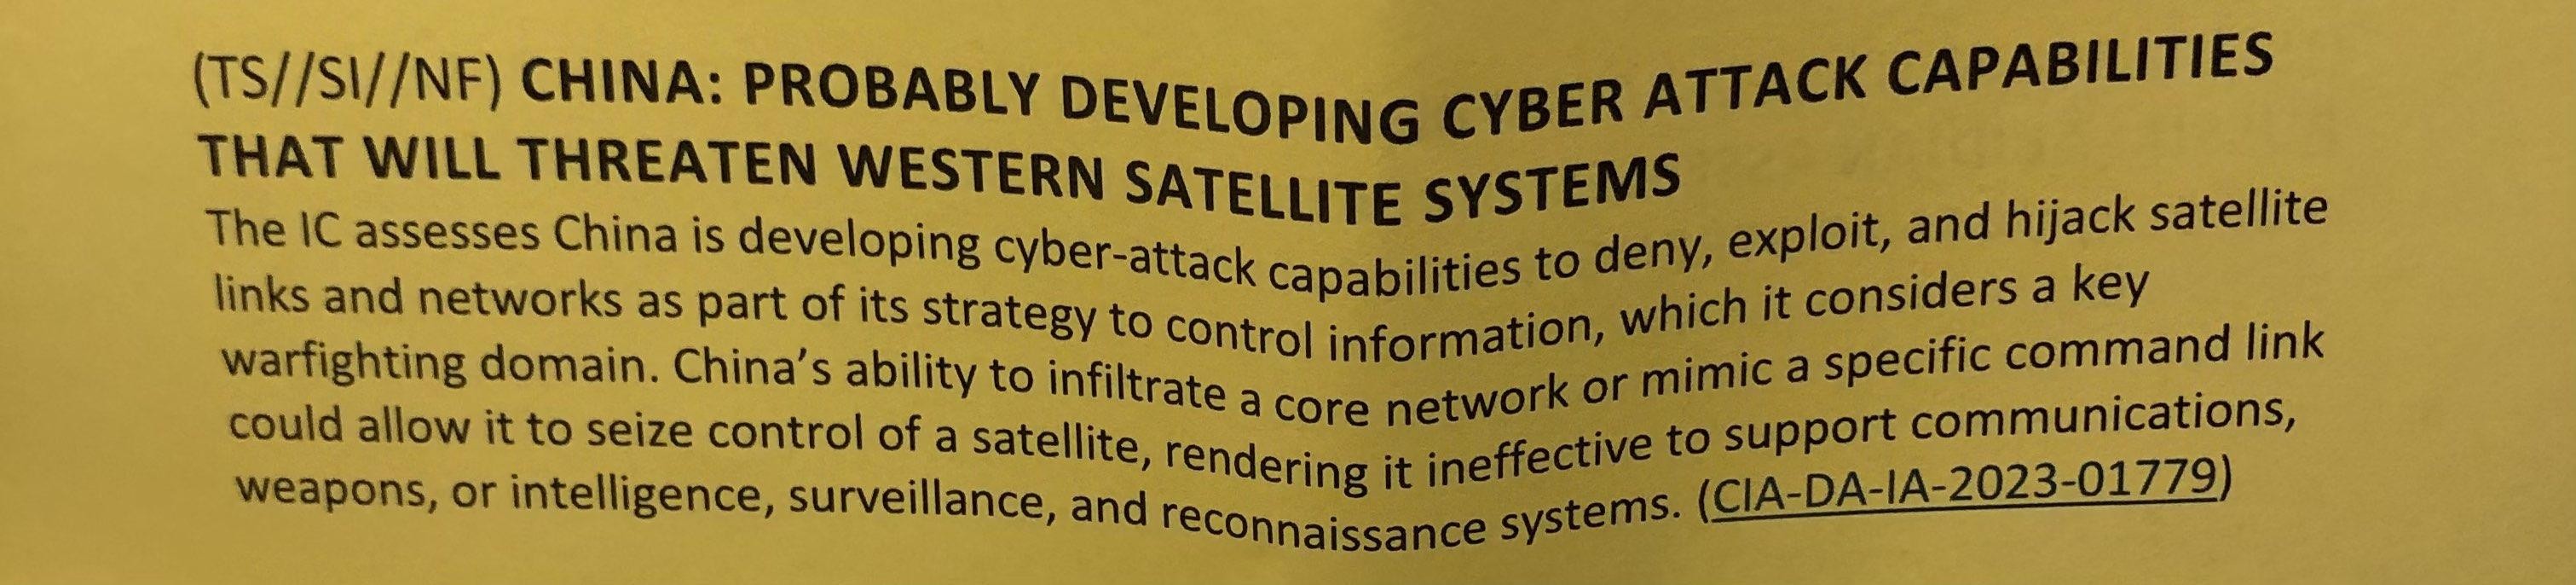 (TS//SI//NF) CHINA: PROBABLY DEVELOPING CYBER ATTACK CAPABILITIES
THAT WILL THREATEN WESTERN SATELLITE SYSTEMS
The IC assesses China is developing cyber-attack capabilities to deny, exploit, and hijack satellite
links and networks as part of its strategy to control information, which it considers a key
warfighting domain. China’s ability to infiltrate a core network or mimic a specific command link
could allow it to seize control of a satellite, rendering it ineffective to support communications,
weapons, or intelligence, surveillance, and reconnaissance systems. (CIA-DA-IA-2023-01779)